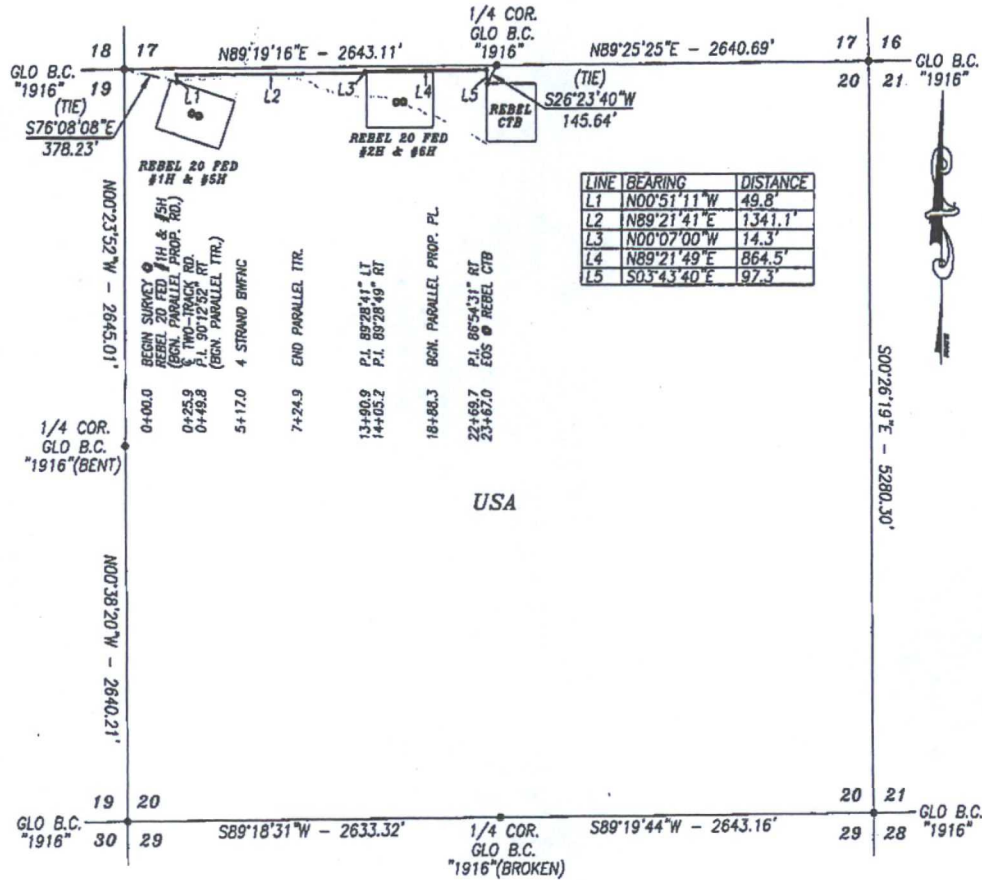 1/4 COR.
GLO B.C.
"1916"
18 17
N89°19'16"E - 2643.11'
N89°25'25"E - 2640.69'
17 16
GLO B.C.
"1916"
19
20 21
GLO B.C.
"1916"
(TIE)
S76°08'08"E
378.23'
L1
L2
L3
L4
L5
REBEL
CTB
(TIE)
S26°23'40"W
145.64'
REBEL 20 FED
#1H & #5H
REBEL 20 FED
#2H & #6H
LINE BEARING DISTANCE
L1 N00°51'11"W 49.8'
L2 N89°21'41"E 1341.1'
L3 N00°07'00"W 14.3'
L4 N89°21'49"E 864.5'
L5 S03°43'40"E 97.3'
N00°23'52"W - 2645.01'
0+00.0 BEGIN SURVEY @
REBEL 20 FED #1H & #5H
(BGN. PARALLEL PROP. RD.)
0+25.9 ℄ TWO-TRACK RD.
0+49.8 P.I. 90°12'52" RT
(BGN. PARALLEL TTR.)
5+17.0 4 STRAND BWFNC
7+24.9 END PARALLEL TTR.
13+90.9 P.I. 89°28'41" LT
14+05.2 P.I. 89°28'49" RT
18+88.3 BGN. PARALLEL PROP. PL.
22+69.7 P.I. 86°54'31" RT
23+67.0 EOS @ REBEL CTB
S00°26'19"E - 5280.30'
1/4 COR.
GLO B.C.
"1916"(BENT)
USA
N00°38'20"W - 2640.21'
19 20
GLO B.C.
"1916"
30 29
S89°18'31"W - 2633.32'
1/4 COR.
GLO B.C.
"1916"(BROKEN)
S89°19'44"W - 2643.16'
20 21
29 28
GLO B.C.
"1916"